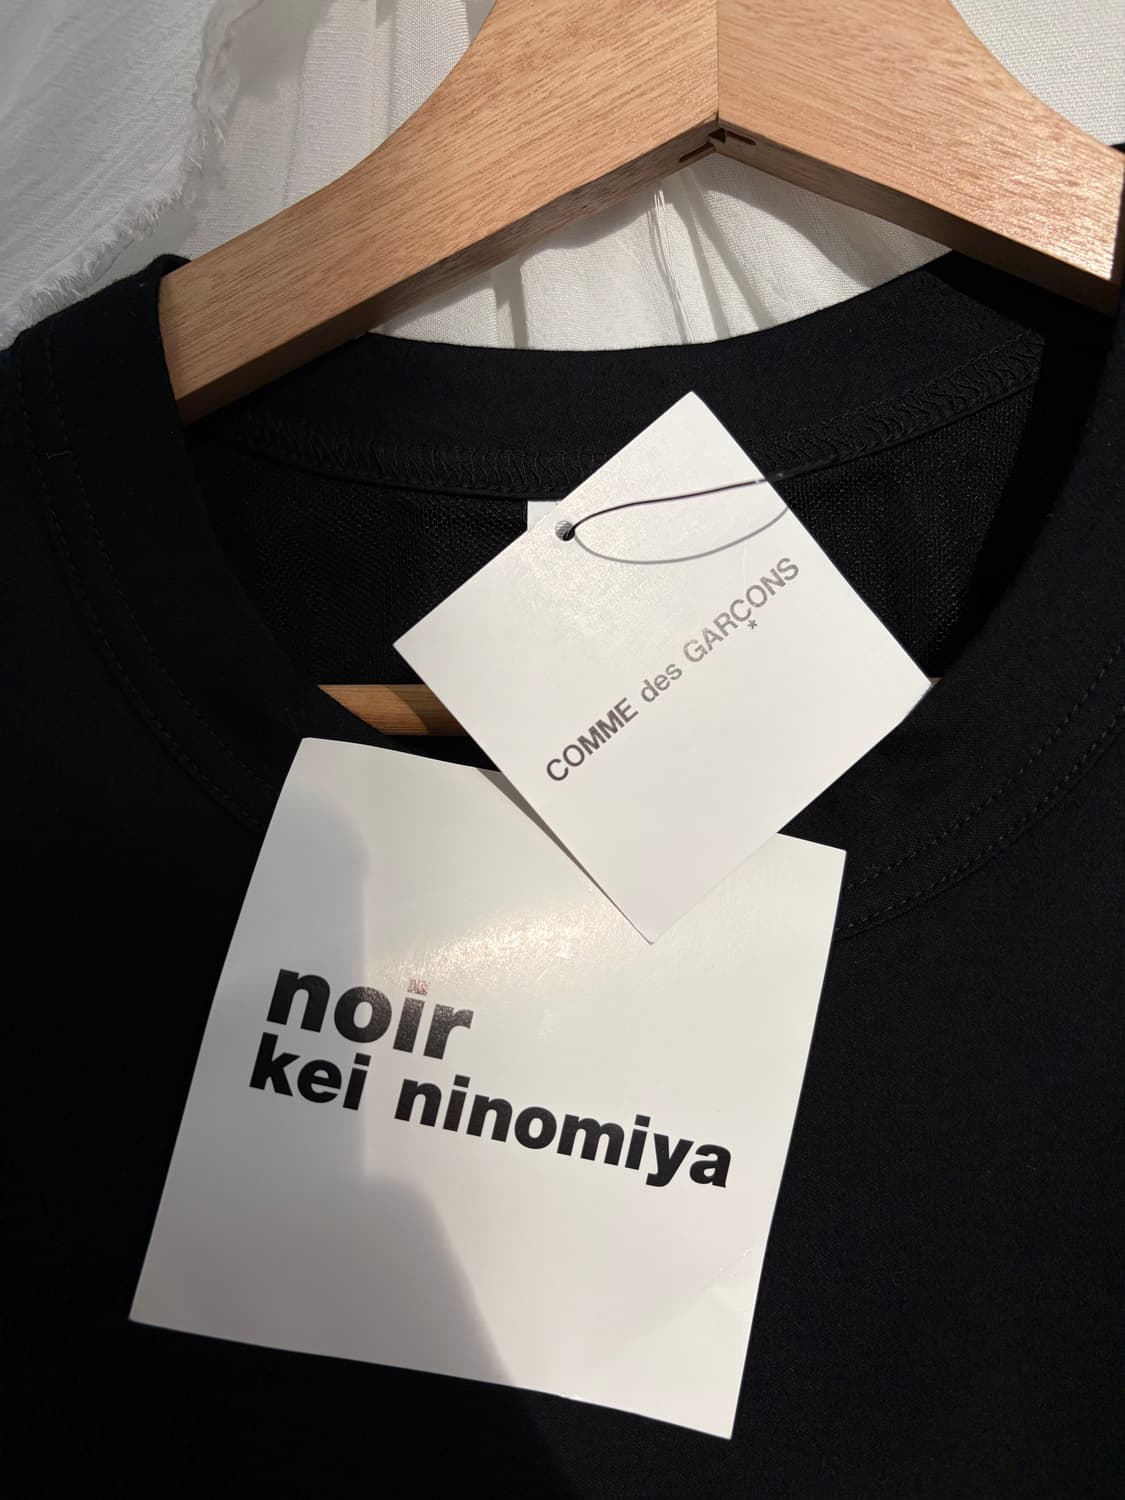 COMME des GARÇONS
*
noir
kei ninomiya